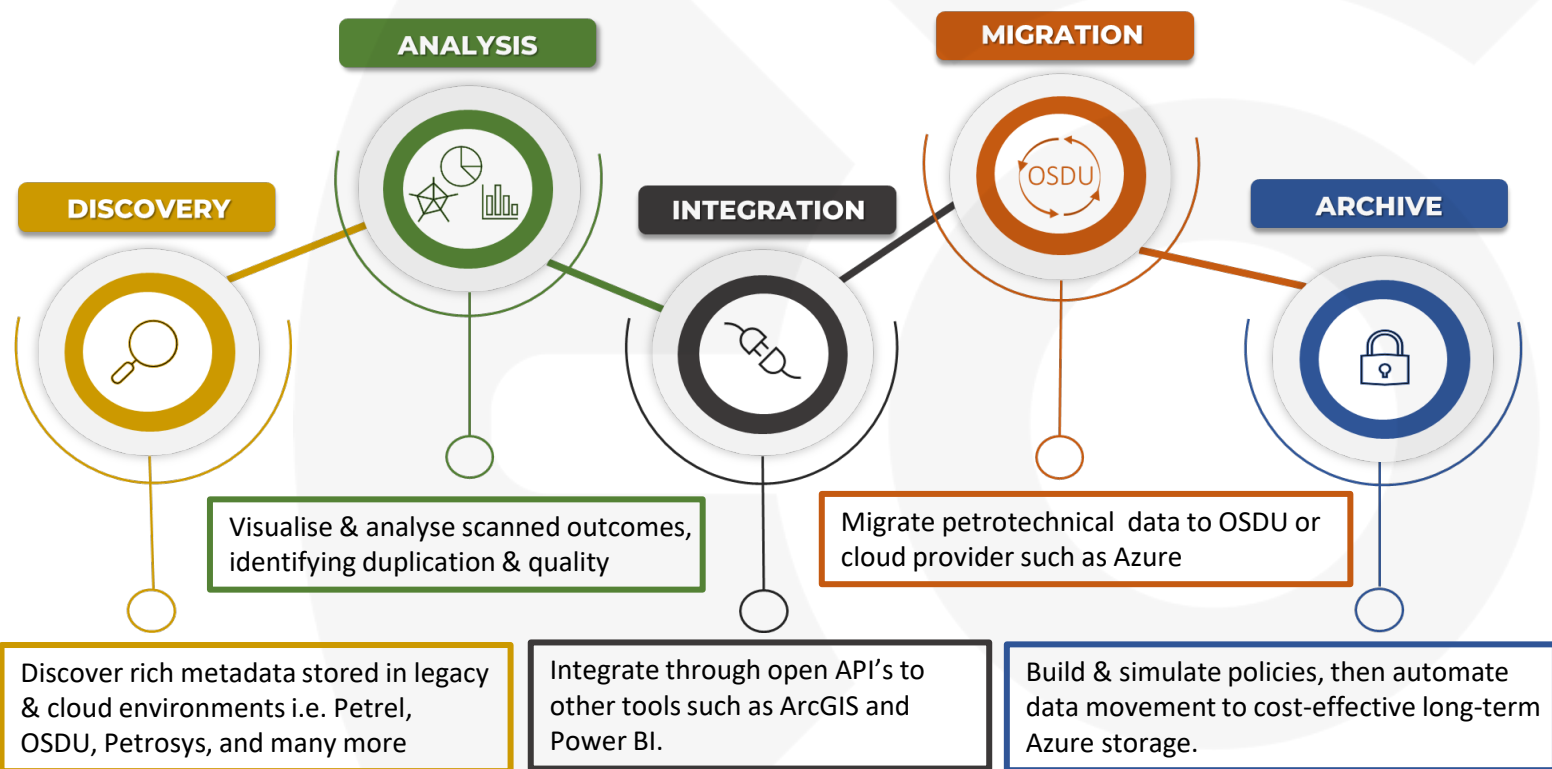 DISCOVERY
Discover rich metadata stored in legacy
& cloud environments i.e. Petrel,
OSDU, Petrosys, and many more
ANALYSIS
Visualise & analyse scanned outcomes,
identifying duplication & quality
INTEGRATION
Integrate through open API's to
other tools such as ArcGIS and
Power BI.
MIGRATION
OSDU
Migrate petrotechnical  data to OSDU or
cloud provider such as Azure
ARCHIVE
Build & simulate policies, then automate
data movement to cost-effective long-term
Azure storage.